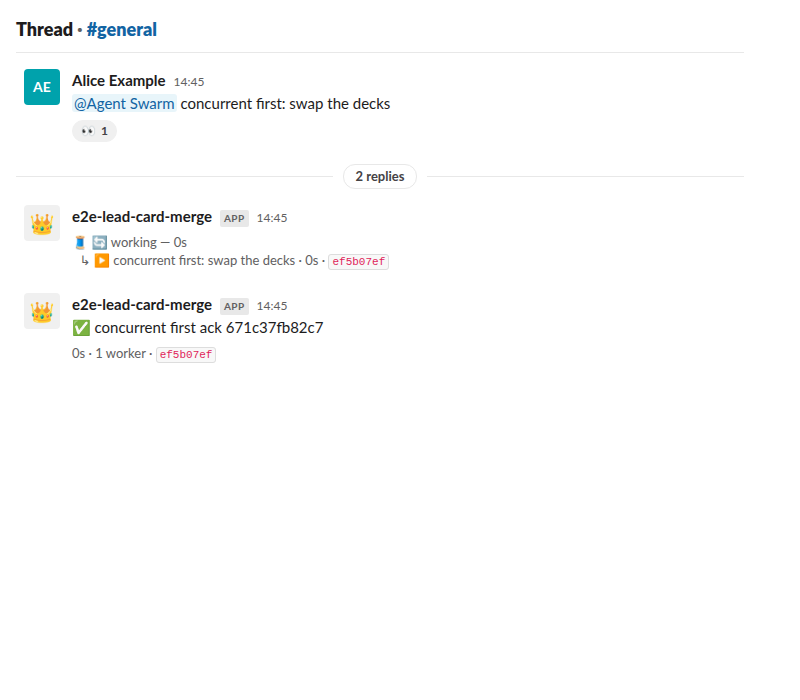 Thread • #general
AE
Alice Example 14:45
@Agent Swarm concurrent first: swap the decks
👀 1
2 replies
e2e-lead-card-merge APP 14:45
🧵 🔄 working — 0s
↳ ▶️ concurrent first: swap the decks · 0s · ef5b07ef
e2e-lead-card-merge APP 14:45
✅ concurrent first ack 671c37fb82c7
0s · 1 worker · ef5b07ef